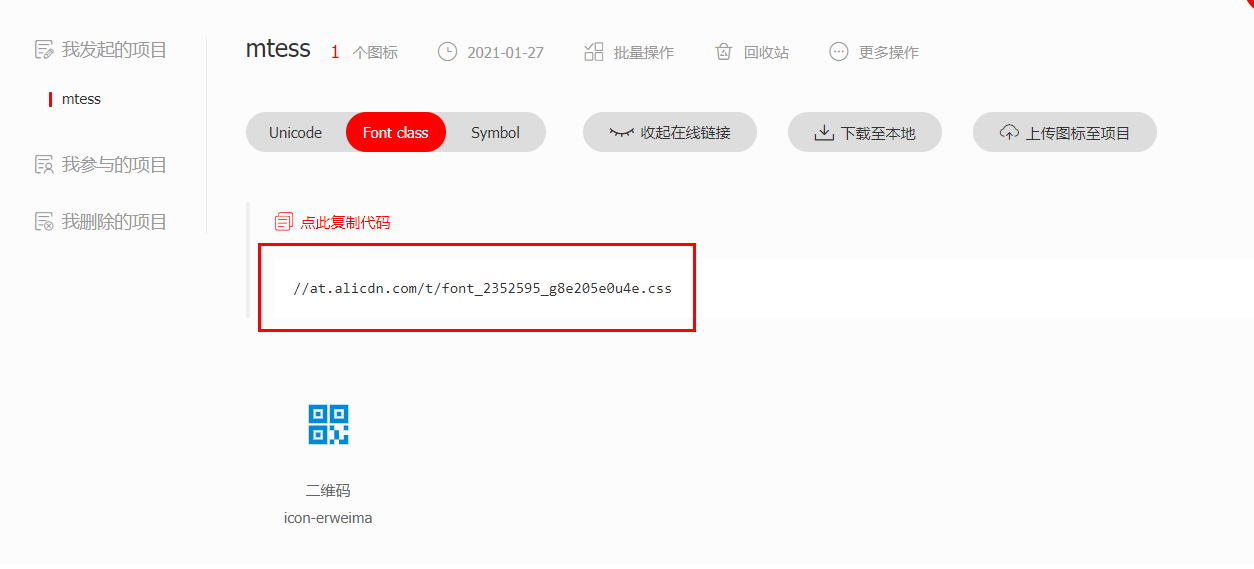 我发起的项目
mtess
我参与的项目
我删除的项目
mtess 1 个图标 2021-01-27 批量操作 回收站 更多操作
Unicode Font class Symbol 收起在线链接 下载至本地 上传图标至项目
点此复制代码
//at.alicdn.com/t/font_2352595_g8e205e0u4e.css
二维码
icon-erweima